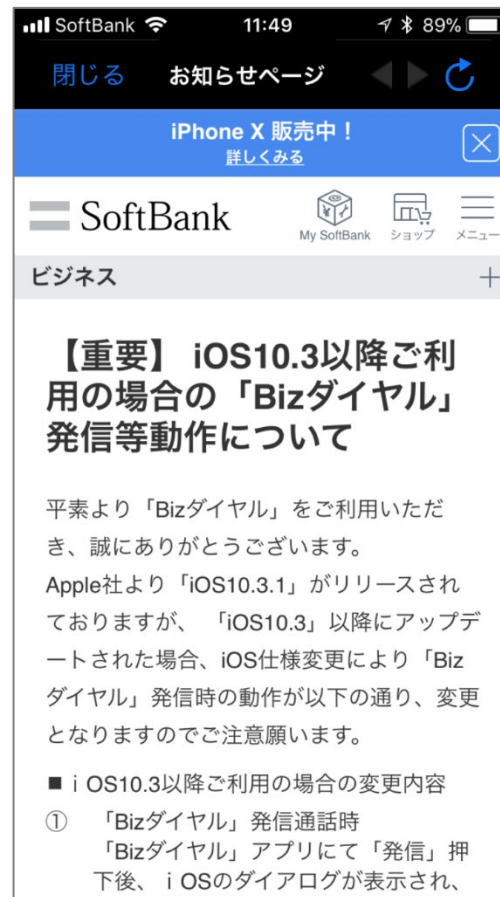 SoftBank 11:49 89%
閉じる お知らせページ
iPhone X 販売中！
詳しくみる
SoftBank My SoftBank ショップ メニュー
ビジネス +
【重要】 iOS10.3以降ご利
用の場合の「Bizダイヤル」
発信等動作について
平素より「Bizダイヤル」をご利用いただ
き、誠にありがとうございます。
Apple社より「iOS10.3.1」がリリースされ
ておりますが、 「iOS10.3」以降にアップデ
ートされた場合、iOS仕様変更により「Biz
ダイヤル」発信時の動作が以下の通り、変更
となりますのでご注意願います。
■ｉOS10.3以降ご利用の場合の変更内容
① 「Bizダイヤル」発信通話時
「Bizダイヤル」アプリにて「発信」押
下後、ｉOSのダイアログが表示され、